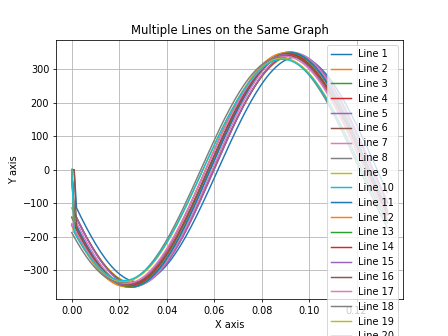 Multiple Lines on the Same Graph
Y axis
300
200
100
0
−100
−200
−300
0.00
0.02
0.04
0.06
0.08
0.10
X axis
Line 1
Line 2
Line 3
Line 4
Line 5
Line 6
Line 7
Line 8
Line 9
Line 10
Line 11
Line 12
Line 13
Line 14
Line 15
Line 16
Line 17
Line 18
Line 19
Line 20